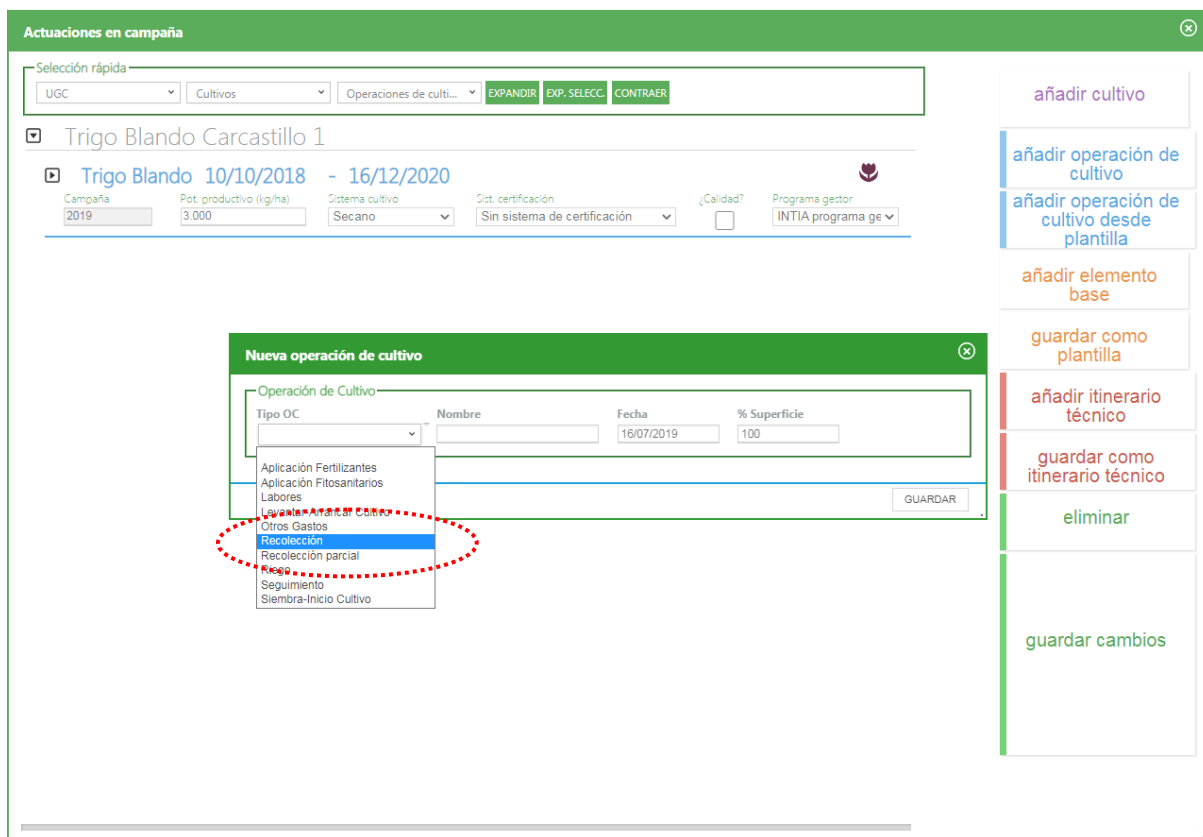 Actuaciones en campaña
Selección rápida
UGC Cultivos Operaciones de culti... EXPANDIR EXP. SELECC. CONTRAER
Trigo Blando Carcastillo 1
Trigo Blando 10/10/2018 - 16/12/2020
Campaña Pot. productivo (kg/ha) Sistema cultivo Sist. certificación ¿Calidad? Programa gestor
2019 3.000 Secano Sin sistema de certificación INTIA programa ge
Nueva operación de cultivo
Operación de Cultivo
Tipo OC Nombre Fecha % Superficie
16/07/2019 100
Aplicación Fertilizantes
Aplicación Fitosanitarios
Labores
Levantar-Arrancar Cultivo
Otros Gastos
Recolección
Recolección parcial
Riego
Seguimiento
Siembra-Inicio Cultivo
GUARDAR
añadir cultivo
añadir operación de
cultivo
añadir operación de
cultivo desde
plantilla
añadir elemento
base
guardar como
plantilla
añadir itinerario
técnico
guardar como
itinerario técnico
eliminar
guardar cambios